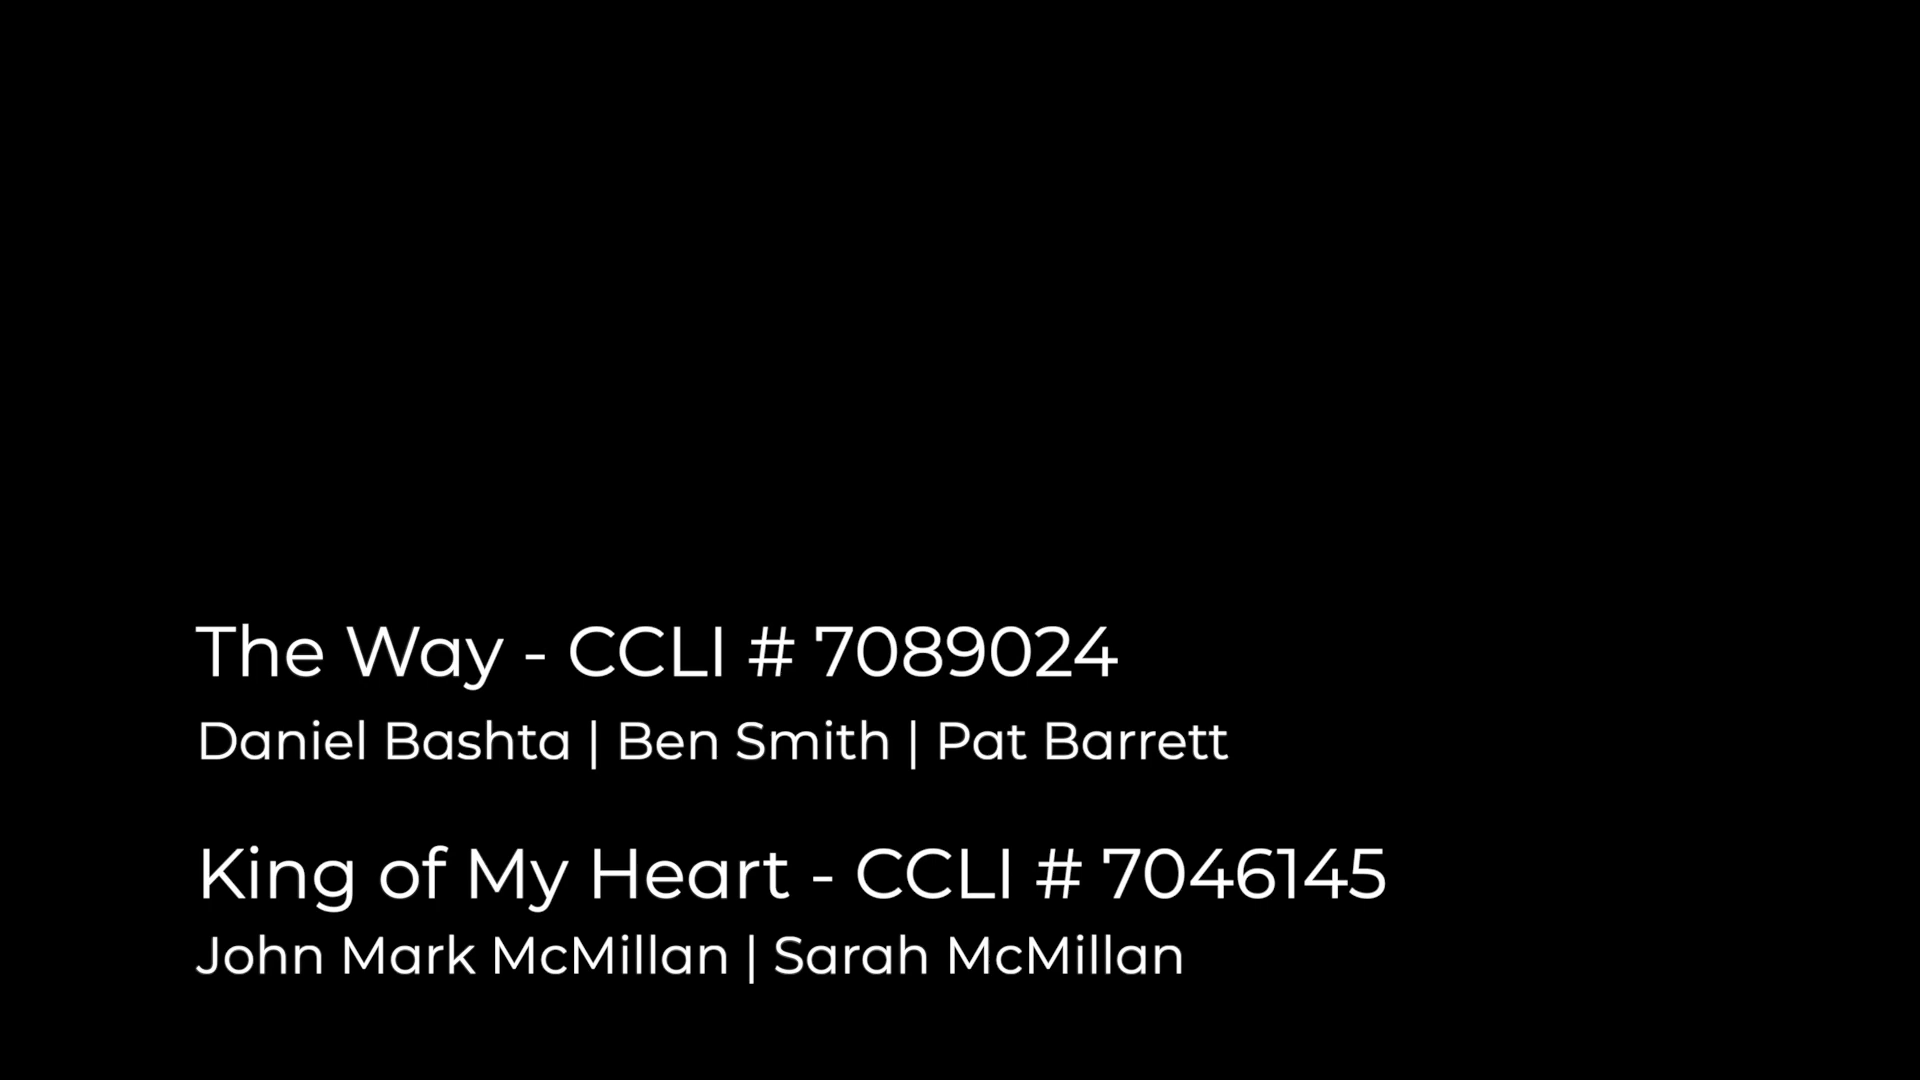 The Way - CCLI # 7089024
Daniel Bashta | Ben Smith | Pat Barrett
King of My Heart - CCLI # 7046145
John Mark McMillan | Sarah McMillan